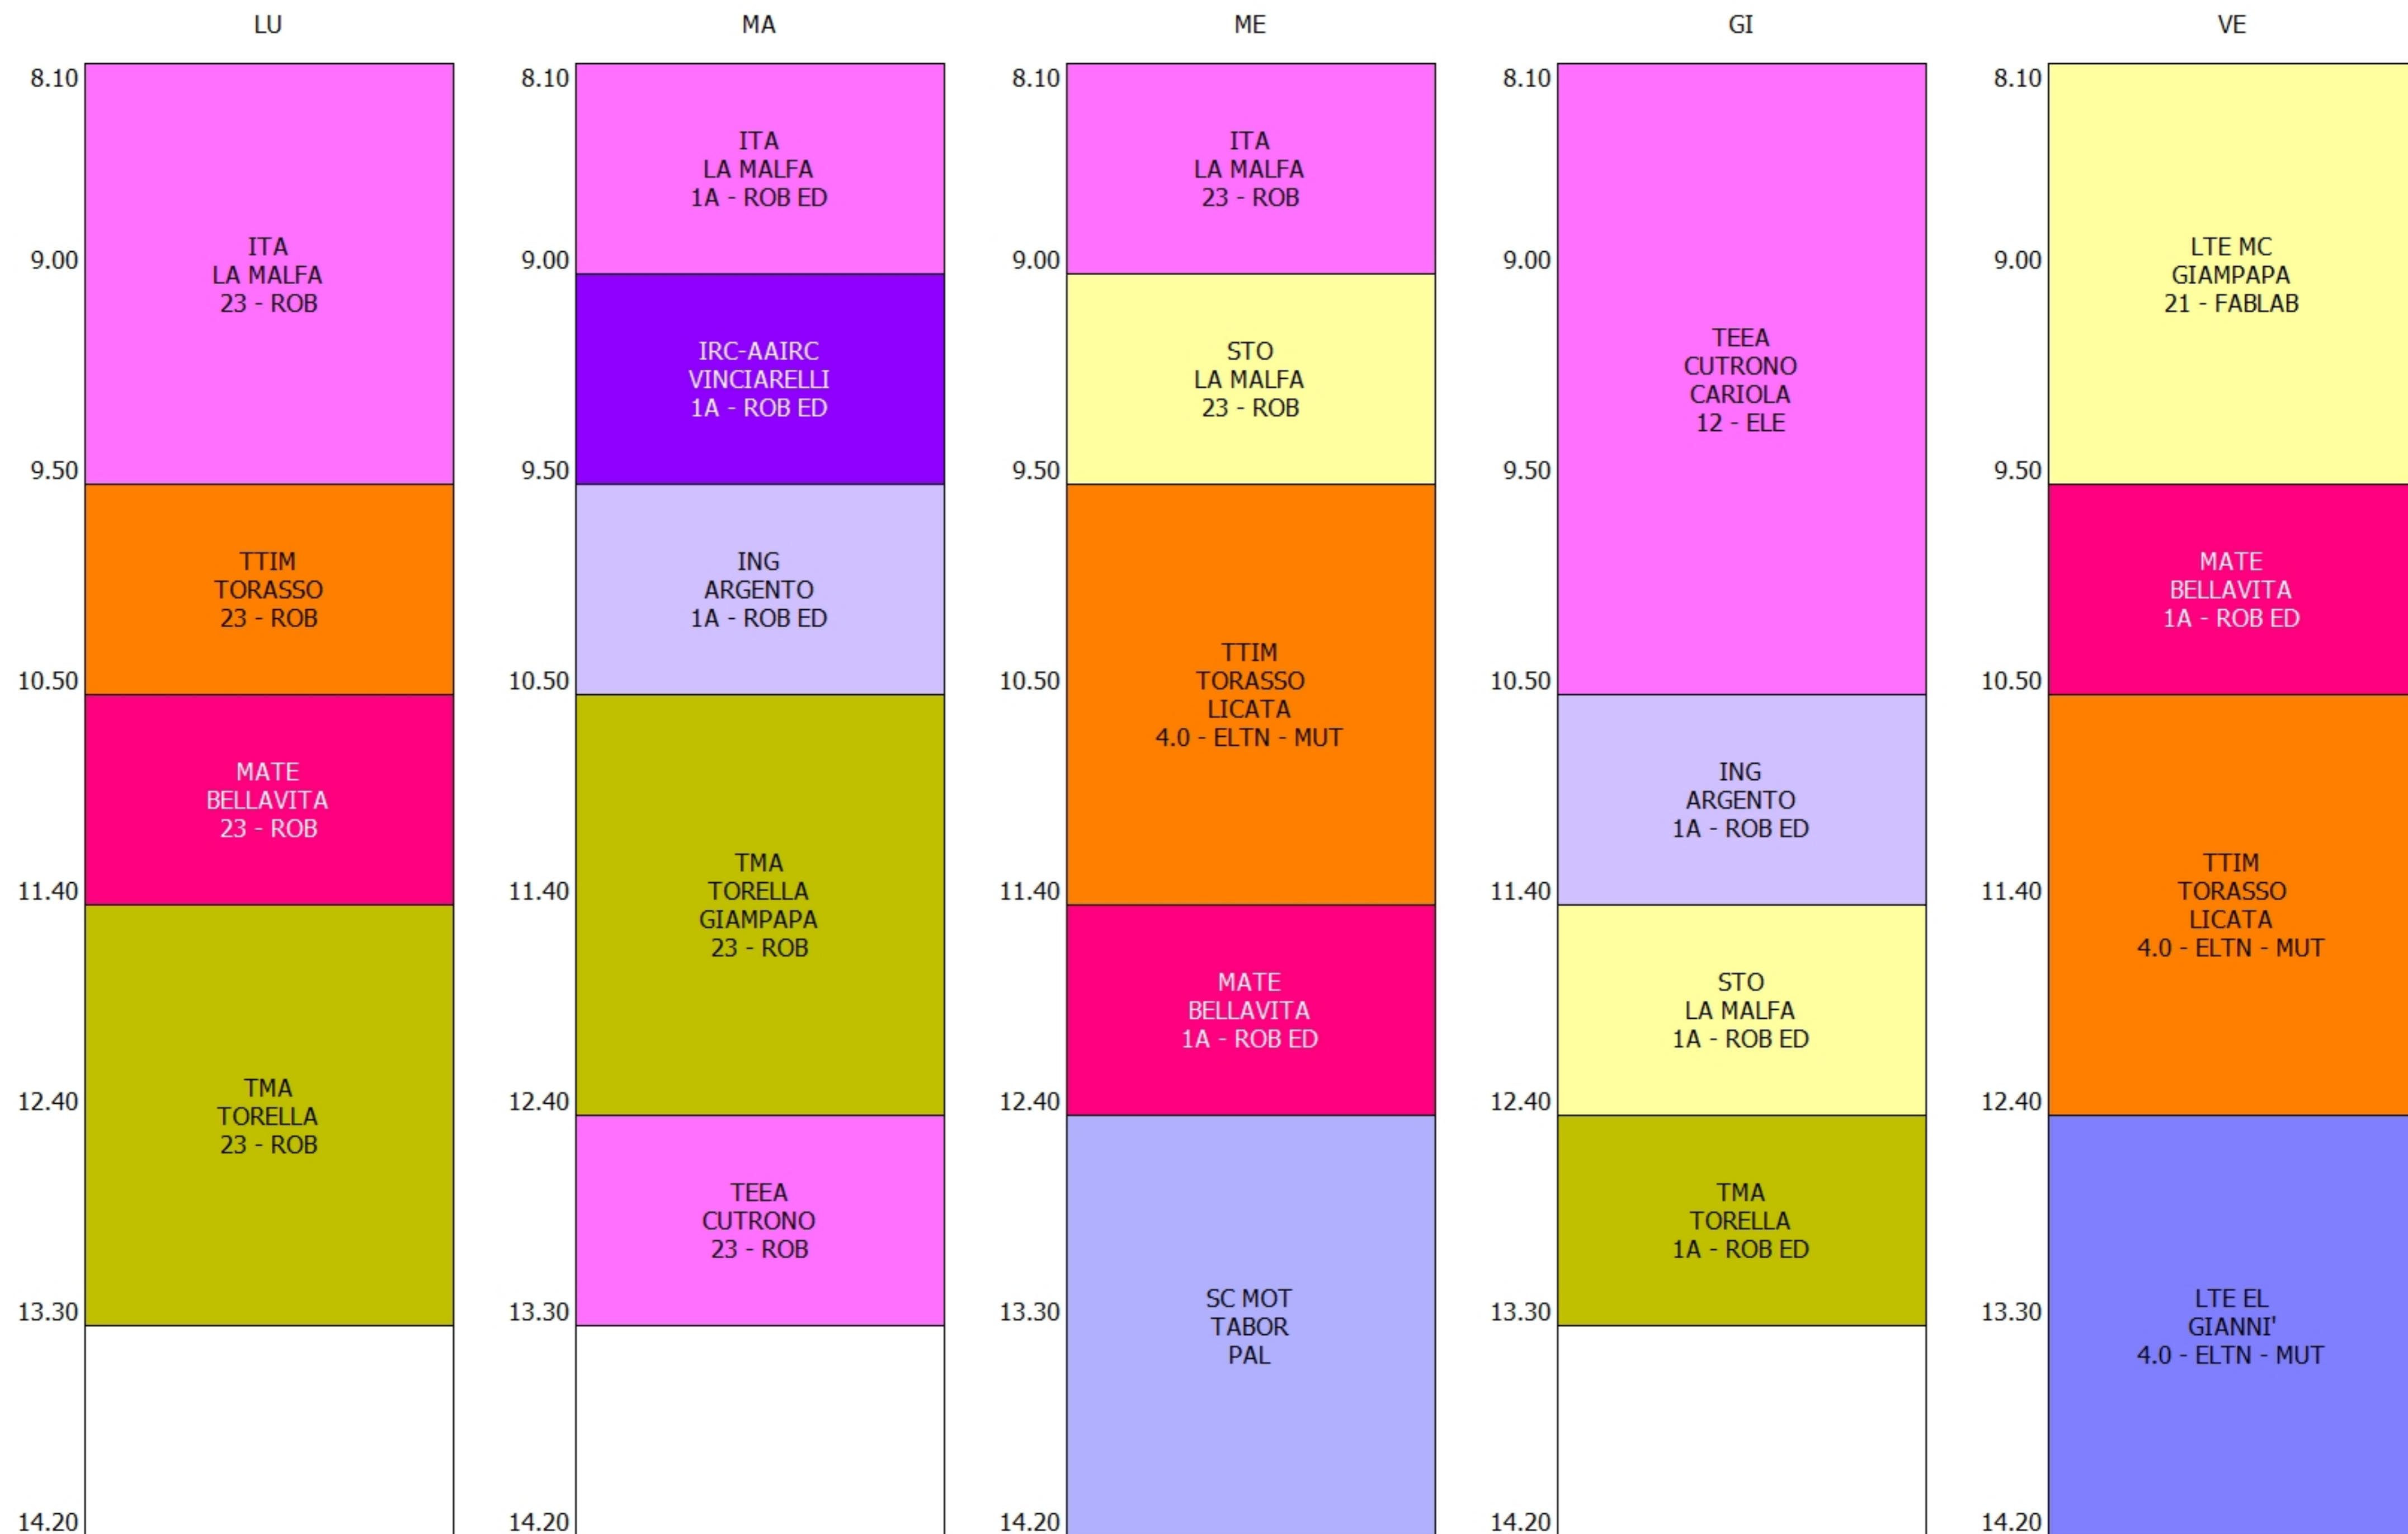 LU
8.10
ITA
LA MALFA
23 - ROB
9.00
9.50
TTIM
TORASSO
23 - ROB
10.50
MATE
BELLAVITA
23 - ROB
11.40
TMA
TORELLA
23 - ROB
12.40
13.30
14.20
MA
8.10
ITA
LA MALFA
1A - ROB ED
9.00
IRC-AAIRC
VINCIARELLI
1A - ROB ED
9.50
ING
ARGENTO
1A - ROB ED
10.50
TMA
TORELLA
GIAMPAPA
23 - ROB
11.40
12.40
TEEA
CUTRONO
23 - ROB
13.30
14.20
ME
8.10
ITA
LA MALFA
23 - ROB
9.00
STO
LA MALFA
23 - ROB
9.50
TTIM
TORASSO
LICATA
4.0 - ELTN - MUT
10.50
11.40
MATE
BELLAVITA
1A - ROB ED
12.40
SC MOT
TABOR
PAL
13.30
14.20
GI
8.10
9.00
TEEA
CUTRONO
CARIOLA
12 - ELE
9.50
10.50
ING
ARGENTO
1A - ROB ED
11.40
STO
LA MALFA
1A - ROB ED
12.40
TMA
TORELLA
1A - ROB ED
13.30
14.20
VE
8.10
LTE MC
GIAMPAPA
21 - FABLAB
9.00
9.50
MATE
BELLAVITA
1A - ROB ED
10.50
TTIM
TORASSO
LICATA
4.0 - ELTN - MUT
11.40
12.40
LTE EL
GIANNI'
4.0 - ELTN - MUT
13.30
14.20